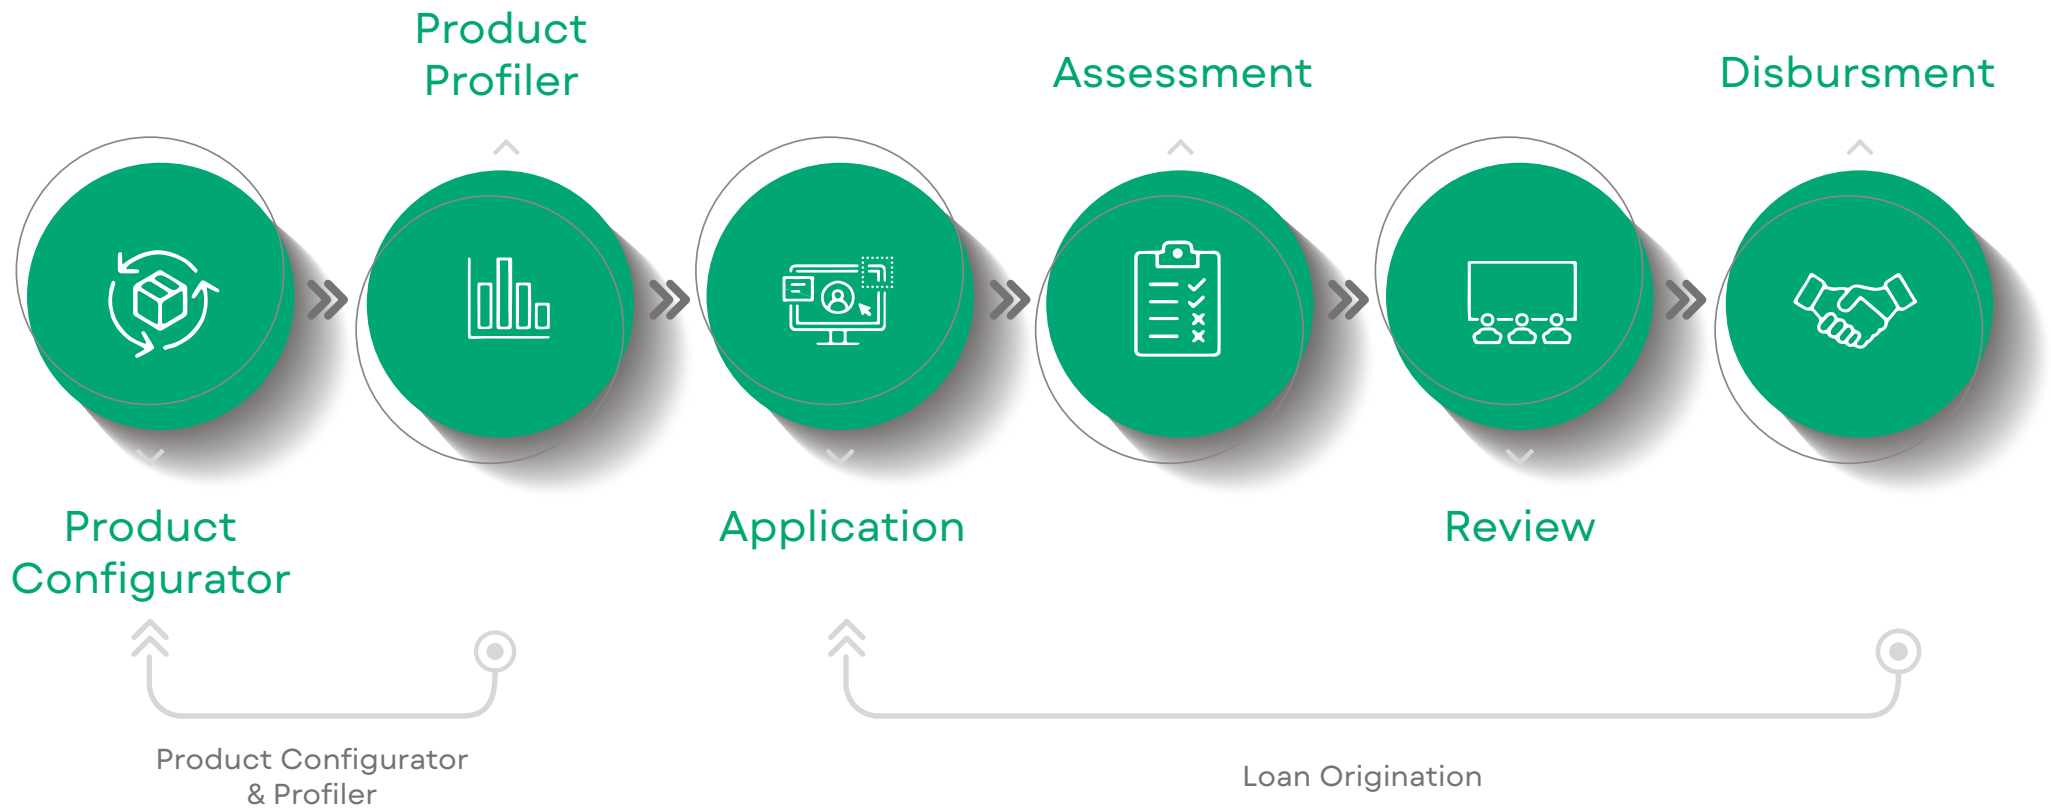 Product
Profiler
Assessment
Disbursment
Product
Configurator
Application
Review
Product Configurator
& Profiler
Loan Origination